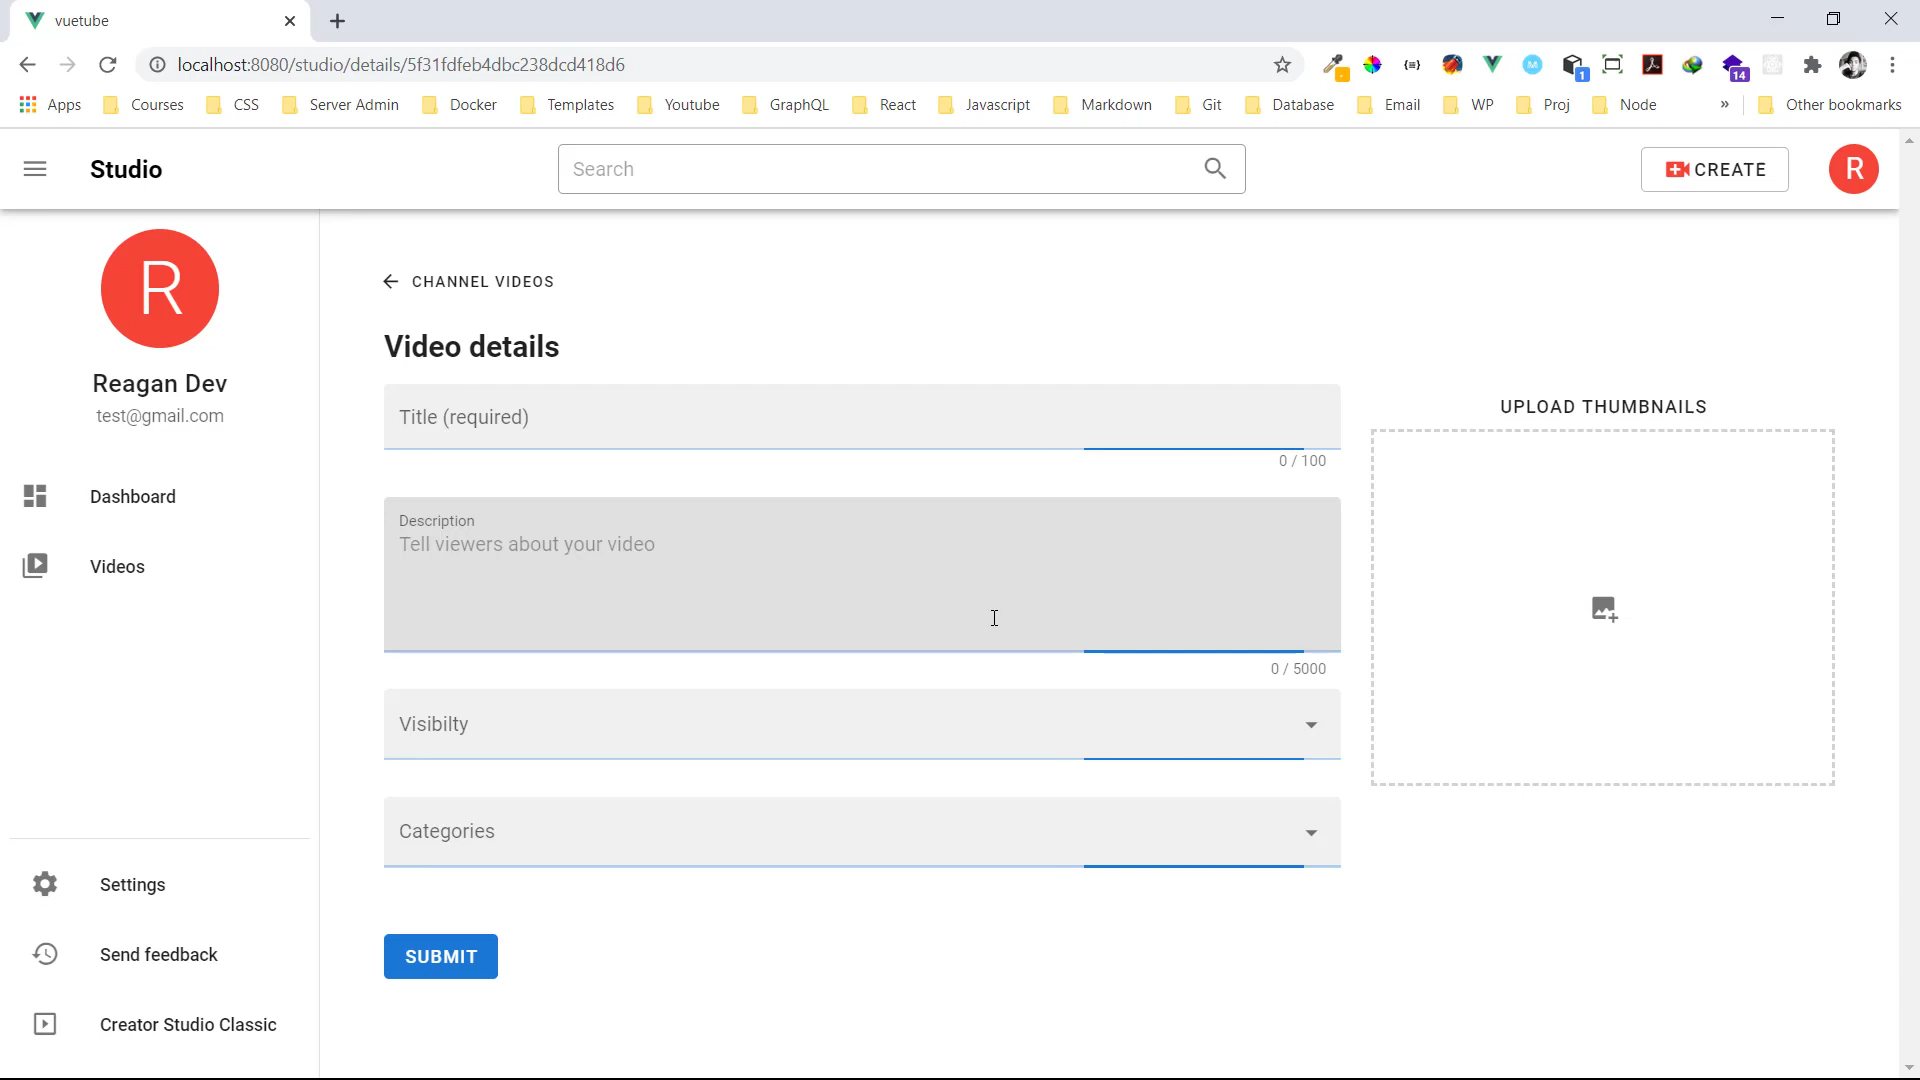 vuetube
localhost:8080/studio/details/5f31fdfeb4dbc238dcd418d6
{=}
M
1
14
Apps Courses CSS Server Admin Docker Templates Youtube GraphQL React Javascript Markdown Git Database Email WP Proj Node » Other bookmarks
Studio
Search
CREATE
R
R
Reagan Dev
test@gmail.com
Dashboard
Videos
Settings
Send feedback
Creator Studio Classic
CHANNEL VIDEOS
Video details
Title (required)
0 / 100
Description
Tell viewers about your video
0 / 5000
Visibilty
Categories
SUBMIT
UPLOAD THUMBNAILS